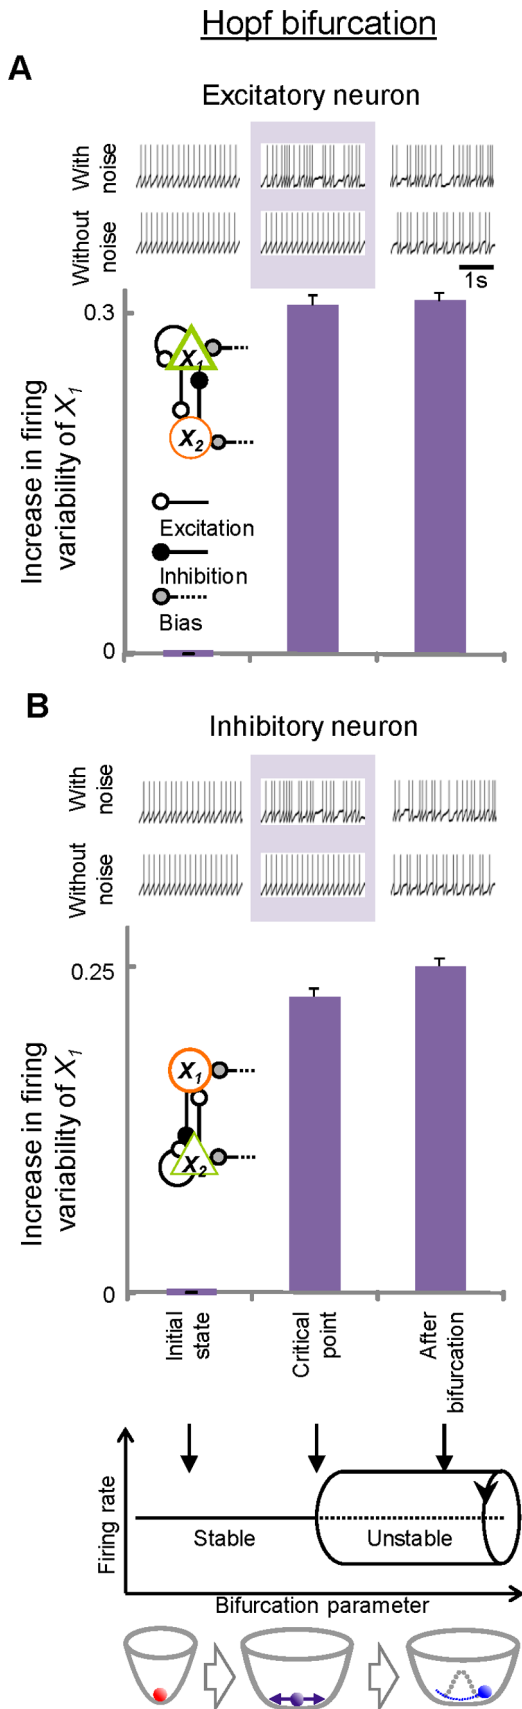 Hopf bifurcation
A
Excitatory neuron
With
noise
Without
noise
1s
Increase in firing
variability of X1
0.3
X1
X2
Excitation
Inhibition
Bias
0
B
Inhibitory neuron
With
noise
Without
noise
Increase in firing
variability of X1
0.25
X1
X2
0
Initial
state
Critical
point
After
bifurcation
Firing rate
Stable
Unstable
Bifurcation parameter